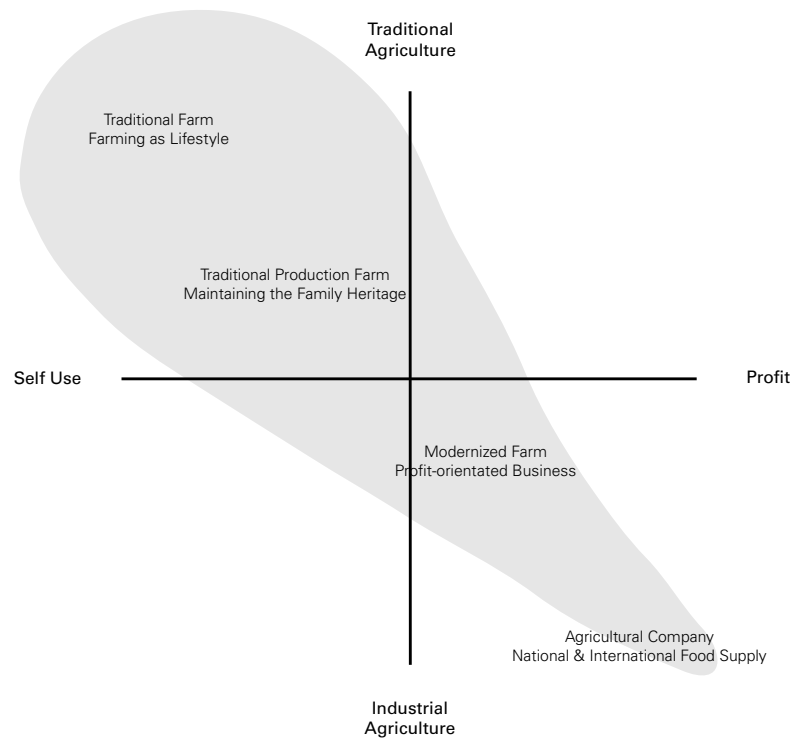 Traditional
Agriculture
Traditional Farm
Farming as Lifestyle
Traditional Production Farm
Maintaining the Family Heritage
Self Use
Profit
Modernized Farm
Profit-orientated Business
Agricultural Company
National & International Food Supply
Industrial
Agriculture